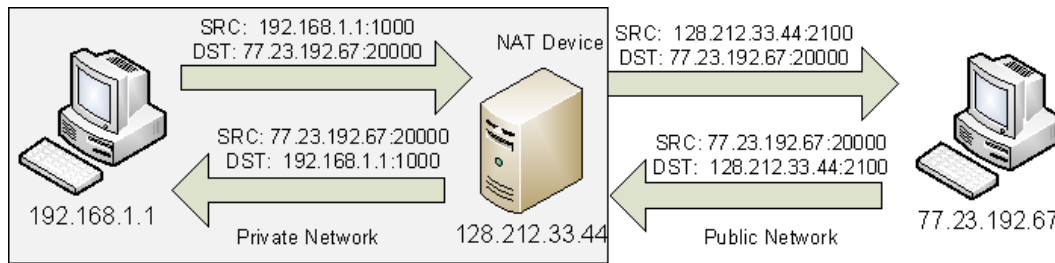 SRC: 192.168.1.1:1000
DST: 77.23.192.67:20000
NAT Device
SRC: 128.212.33.44:2100
DST: 77.23.192.67:20000
SRC: 77.23.192.67:20000
DST: 192.168.1.1:1000
SRC: 77.23.192.67:20000
DST: 128.212.33.44:2100
192.168.1.1
128.212.33.44
77.23.192.67
Private Network
Public Network